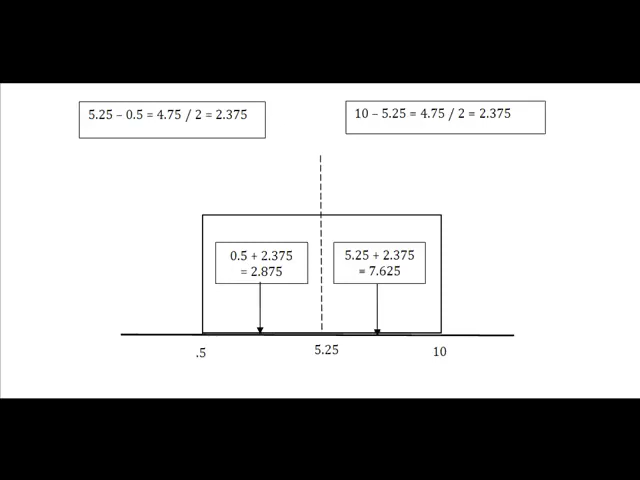 5.25 – 0.5 = 4.75 / 2 = 2.375
10 – 5.25 = 4.75 / 2 = 2.375
0.5 + 2.375
= 2.875
5.25 + 2.375
= 7.625
.5
5.25
10